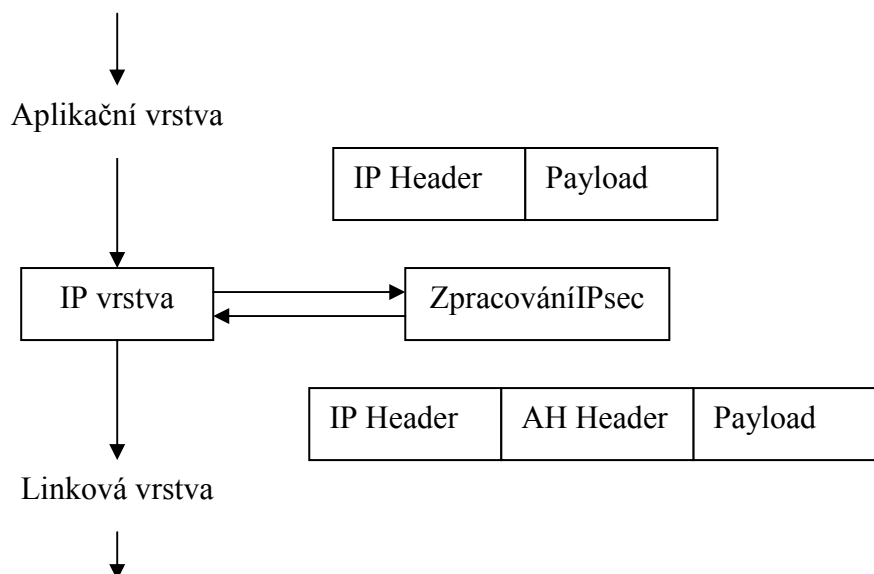 Aplikační vrstva
IP Header Payload
IP vrstva ZpracováníIPsec
IP Header AH Header Payload
Linková vrstva